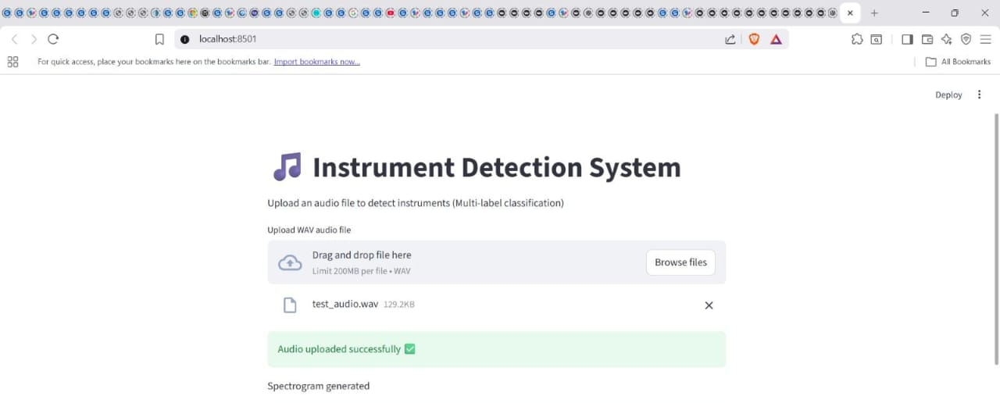 localhost:8501
For quick access, place your bookmarks here on the bookmarks bar. Import bookmarks now...
All Bookmarks
Deploy
Instrument Detection System
Upload an audio file to detect instruments (Multi-label classification)
Upload WAV audio file
Drag and drop file here
Limit 200MB per file • WAV
Browse files
test_audio.wav 129.2KB
Audio uploaded successfully ✅
Spectrogram generated